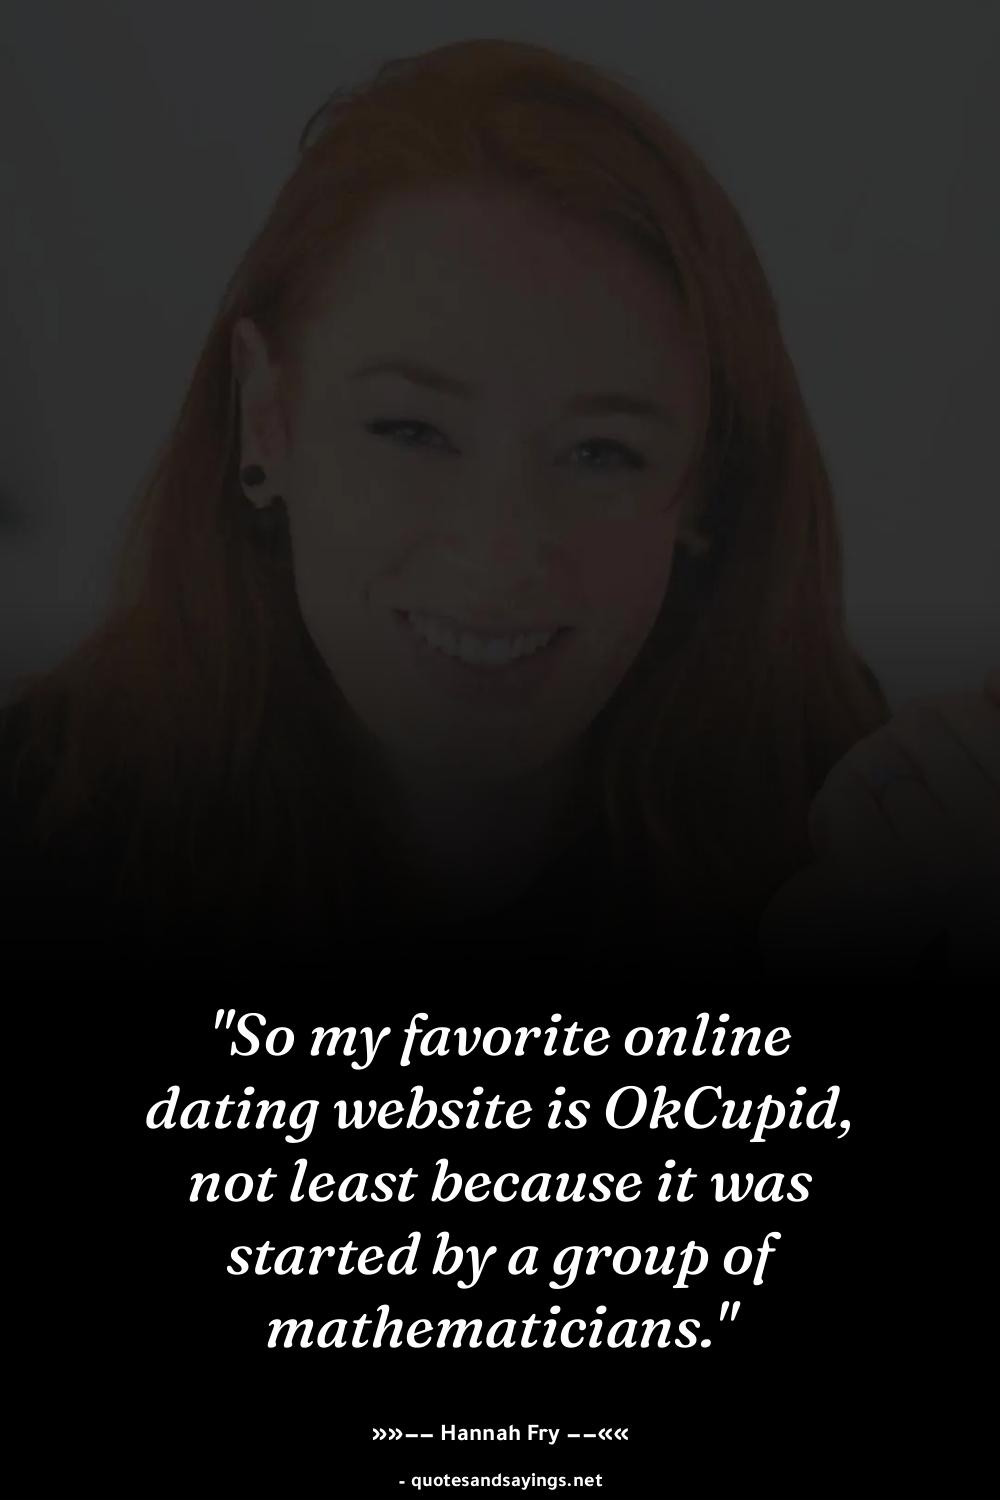 "So my favorite online
dating website is OkCupid,
not least because it was
started by a group of
mathematicians."
»»−− Hannah Fry −−««
- quotesandsayings.net